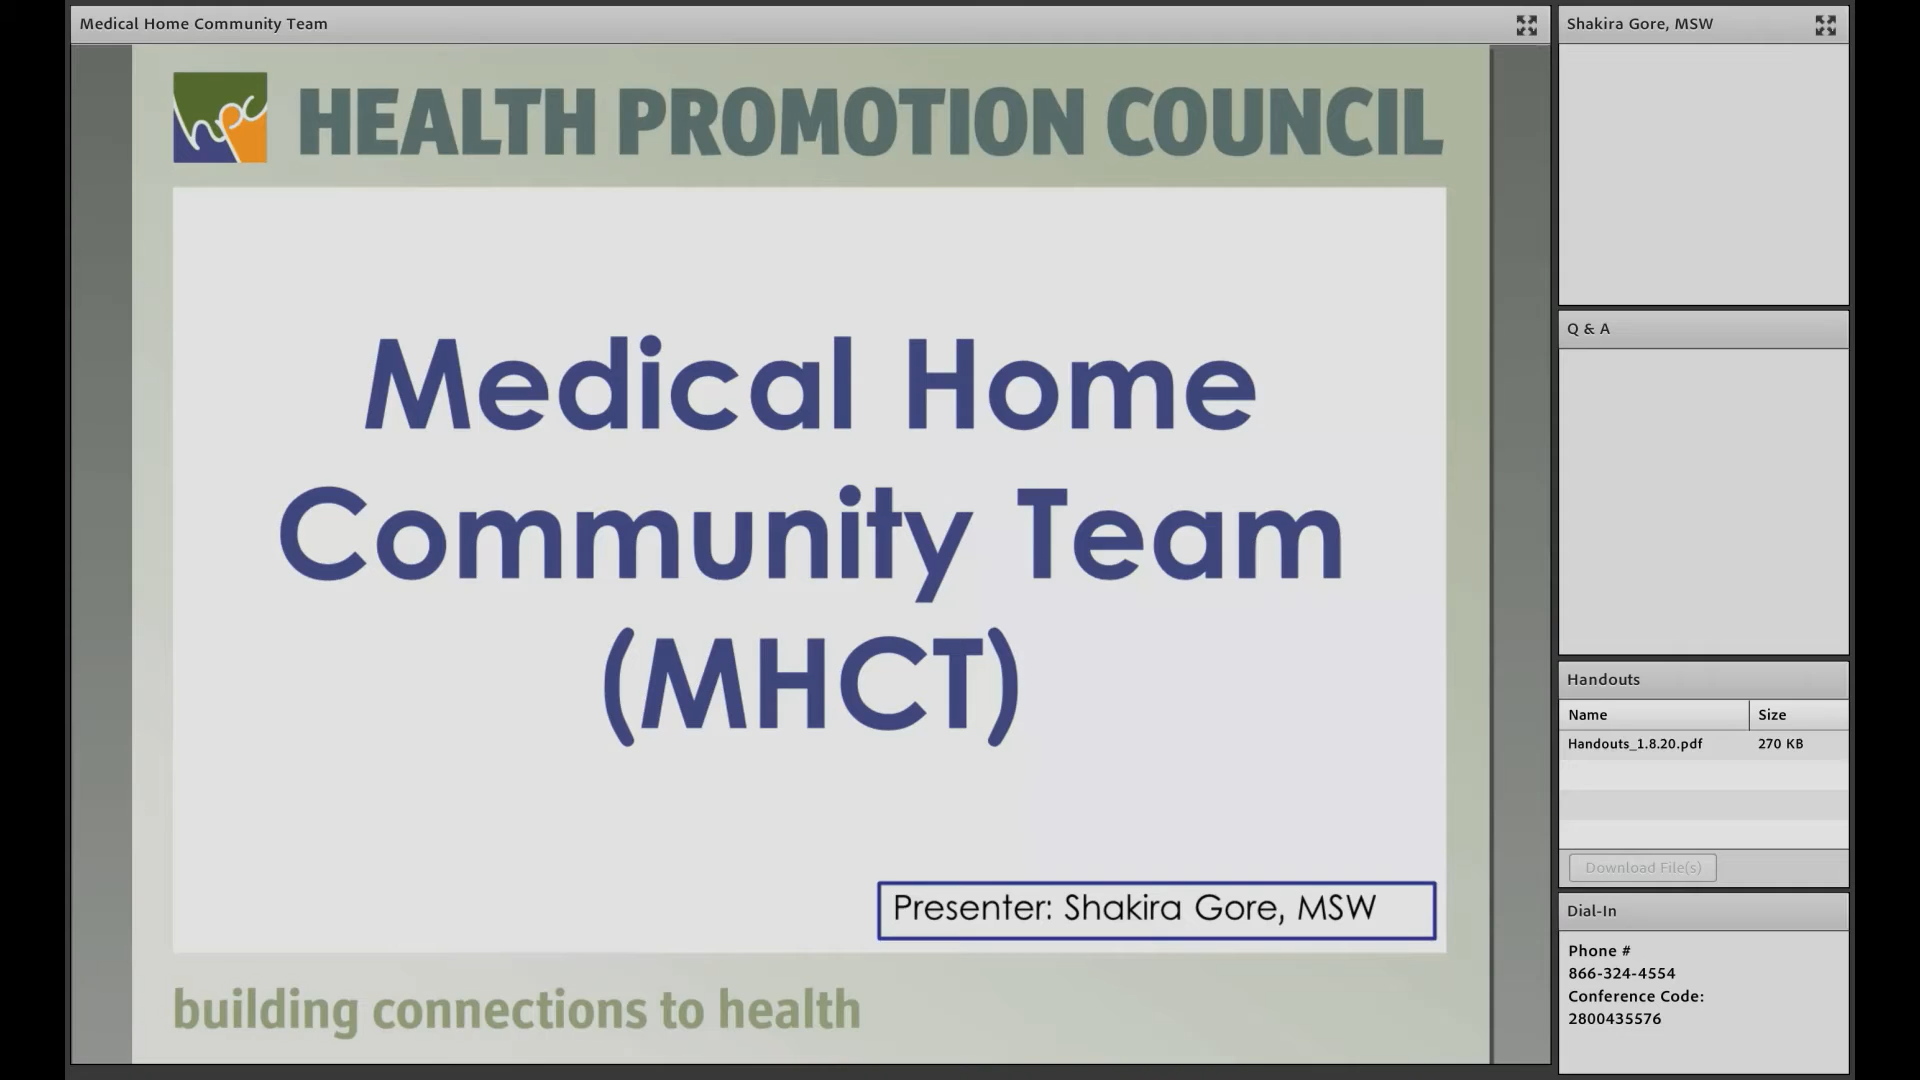 Medical Home Community Team
hpc
HEALTH PROMOTION COUNCIL
Medical Home
Community Team
(MHCT)
Presenter: Shakira Gore, MSW
building connections to health
Shakira Gore, MSW
Q & A
Handouts
Name Size
Handouts_1.8.20.pdf 270 KB
Download File(s)
Dial-In
Phone #
866-324-4554
Conference Code:
2800435576